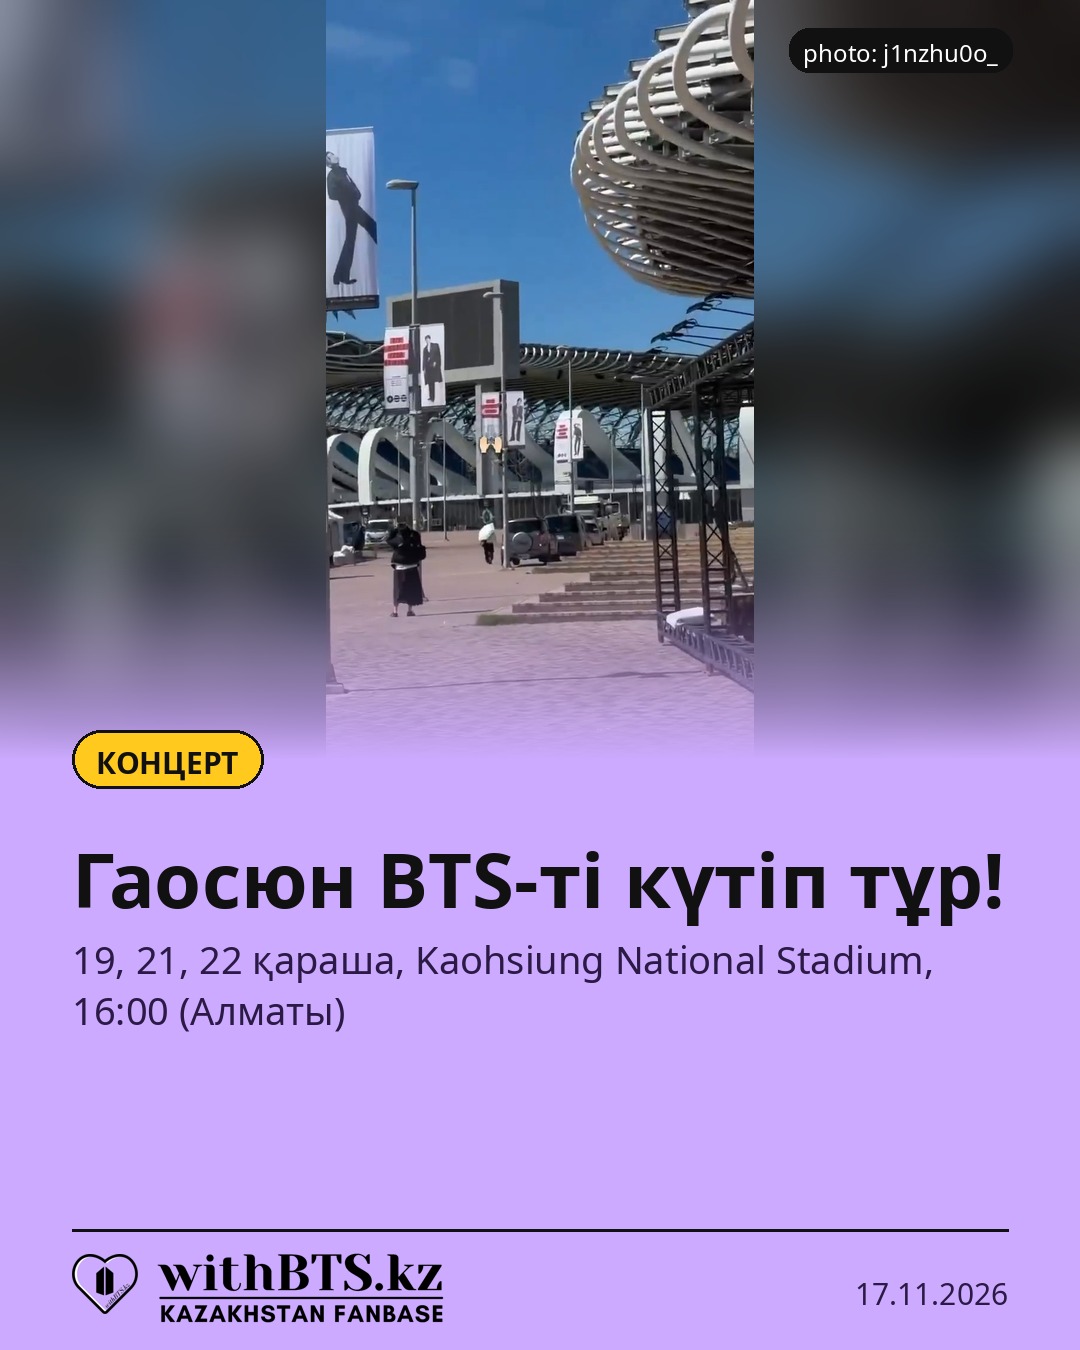 photo: j1nzhu0o_
КОНЦЕРТ
Гаосюн BTS-ті күтіп тұр!
19, 21, 22 қараша, Kaohsiung National Stadium,
16:00 (Алматы)
withBTS.kz
KAZAKHSTAN FANBASE
17.11.2026